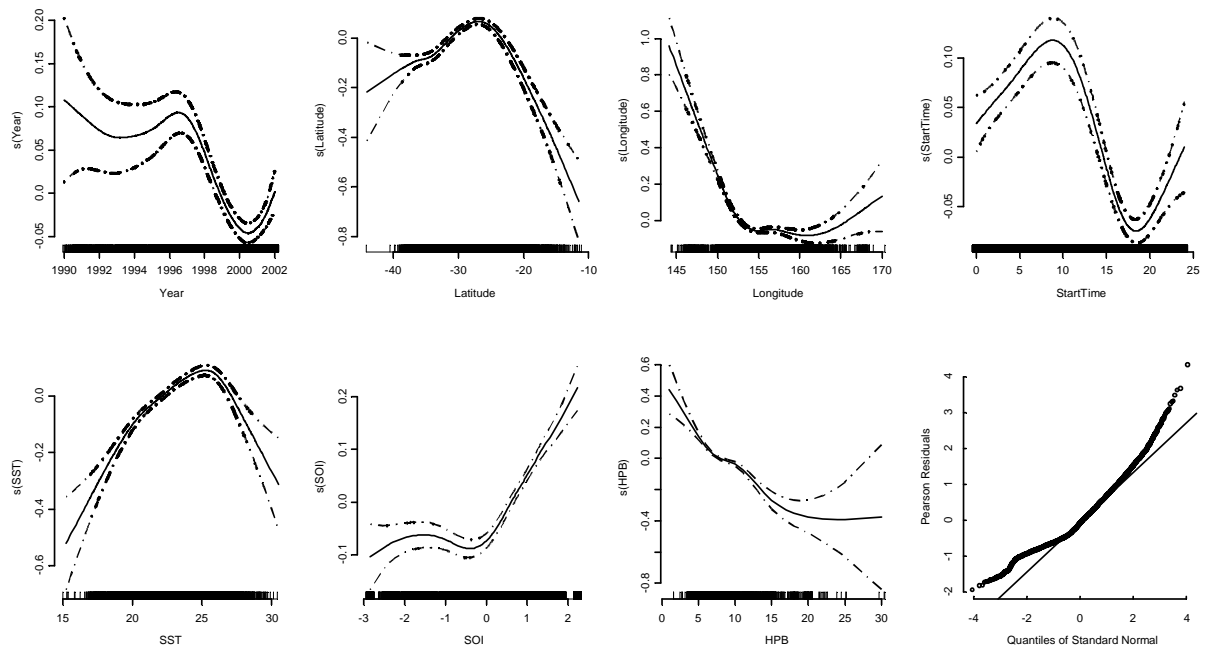 s(Year)
-0.05 0.0 0.05 0.10 0.15 0.20
1990 1992 1994 1996 1998 2000 2002
Year
s(Latitude)
-0.8 -0.6 -0.4 -0.2 0.0
-40 -30 -20 -10
Latitude
s(Longitude)
0.0 0.2 0.4 0.6 0.8 1.0
145 150 155 160 165 170
Longitude
s(StartTime)
-0.05 0.0 0.05 0.10
0 5 10 15 20 25
StartTime
s(SST)
-0.6 -0.4 -0.2 0.0
15 20 25 30
SST
s(SOI)
-0.1 0.0 0.1 0.2
-3 -2 -1 0 1 2
SOI
s(HPB)
-0.8 -0.4 0.0 0.2 0.4 0.6
0 5 10 15 20 25 30
HPB
Pearson Residuals
-2 -1 0 1 2 3 4
-4 -2 0 2 4
Quantiles of Standard Normal